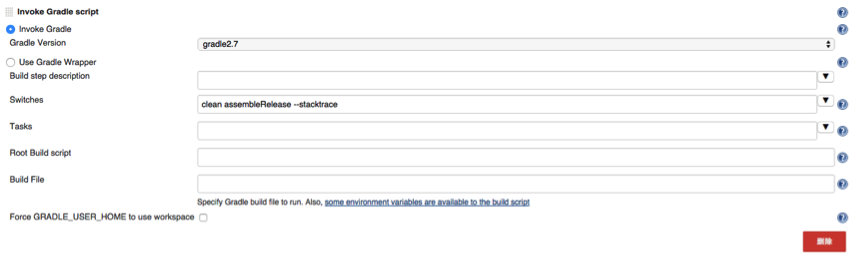 Invoke Gradle script
Invoke Gradle
Gradle Version
gradle2.7
Use Gradle Wrapper
Build step description
Switches
clean assembleRelease --stacktrace
Tasks
Root Build script
Build File
Specify Gradle build file to run. Also, some environment variables are available to the build script
Force GRADLE_USER_HOME to use workspace
删除